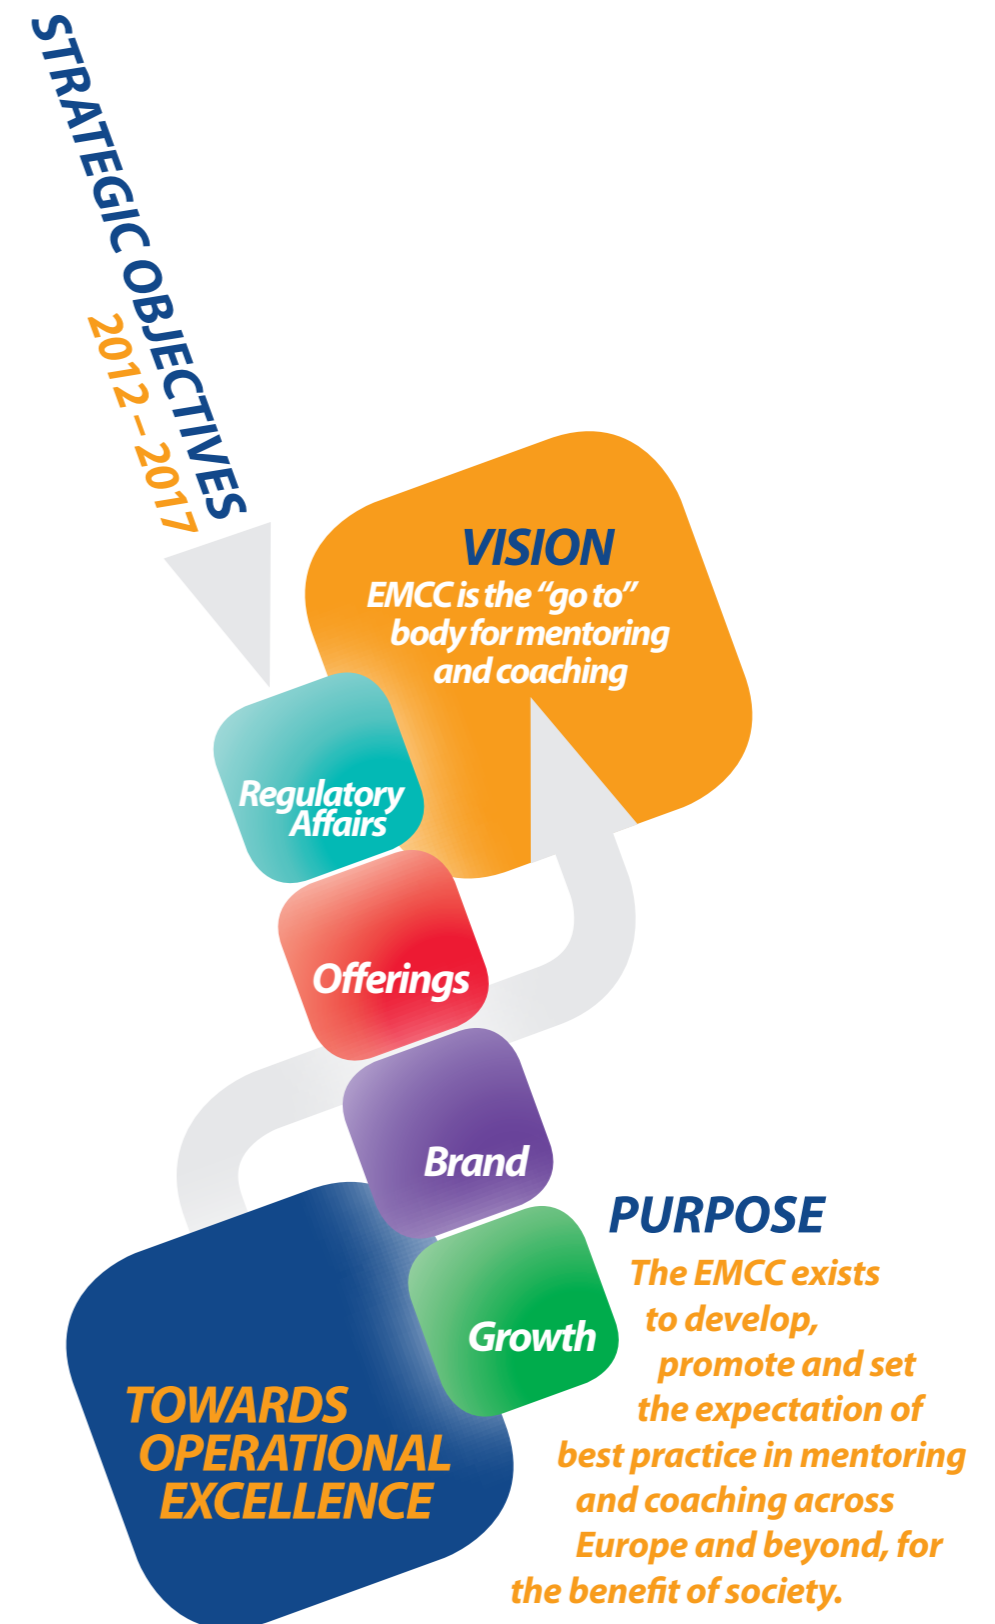 STRATEGIC OBJECTIVES
2012 – 2017
VISION
EMCC is the “go to”
body for mentoring
and coaching
Regulatory
Affairs
Offerings
Brand
Growth
TOWARDS
OPERATIONAL
EXCELLENCE
PURPOSE
The EMCC exists
to develop,
promote and set
the expectation of
best practice in mentoring
and coaching across
Europe and beyond, for
the benefit of society.